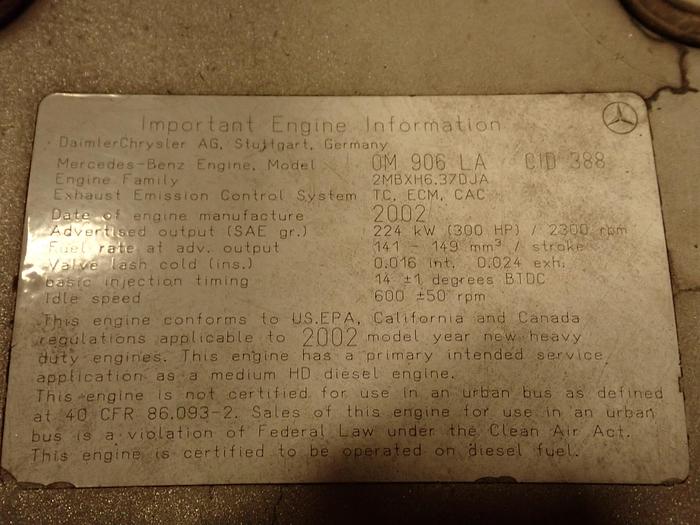 Important Engine Information
DaimlerChrysler AG, Stuttgart, Germany
Mercedes-Benz Engine, Model OM 906 LA CID 388
Engine Family 2MBXH6.37DJA
Exhaust Emission Control System TC, ECM, CAC
Date of engine manufacture 2002
Advertised output (SAE gr.) 224 kW (300 HP) / 2300 rpm
Fuel rate at adv. output 141 - 149 mm³ / stroke
Valve lash cold (ins.) 0.016 int. 0.024 exh.
basic injection timing 14 ±1 degrees BTDC
Idle speed 600 ±50 rpm
This engine conforms to US.EPA, California and Canada
regulations applicable to 2002 model year new heavy
duty engines. This engine has a primary intended service
application as a medium HD diesel engine.
This engine is not certified for use in an urban bus as defined
at 40 CFR 86.093-2. Sales of this engine for use in an urban
bus is a violation of Federal Law under the Clean Air Act.
This engine is certified to be operated on diesel fuel.